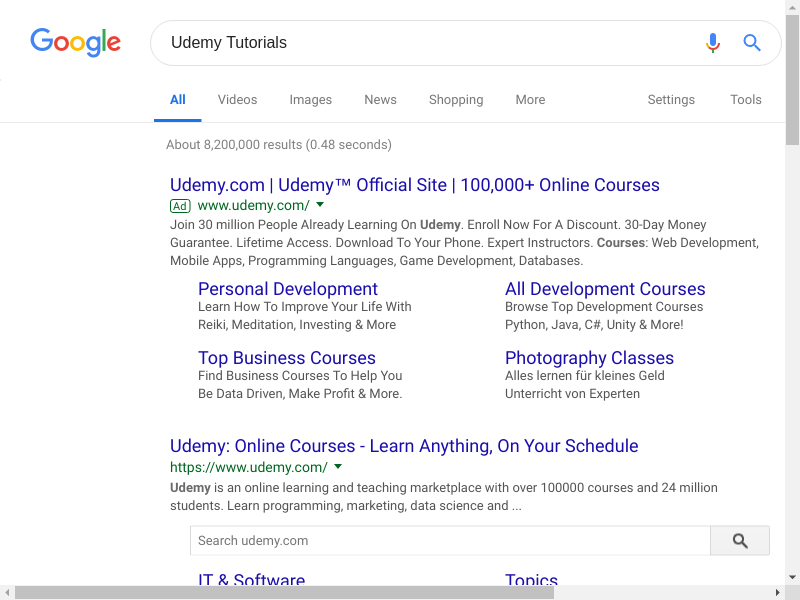 Google
Udemy Tutorials
All Videos Images News Shopping More Settings Tools
About 8,200,000 results (0.48 seconds)
Udemy.com | Udemy™ Official Site | 100,000+ Online Courses
Ad www.udemy.com/
Join 30 million People Already Learning On Udemy. Enroll Now For A Discount. 30-Day Money
Guarantee. Lifetime Access. Download To Your Phone. Expert Instructors. Courses: Web Development,
Mobile Apps, Programming Languages, Game Development, Databases.
Personal Development
Learn How To Improve Your Life With
Reiki, Meditation, Investing & More
All Development Courses
Browse Top Development Courses
Python, Java, C#, Unity & More!
Top Business Courses
Find Business Courses To Help You
Be Data Driven, Make Profit & More.
Photography Classes
Alles lernen für kleines Geld
Unterricht von Experten
Udemy: Online Courses - Learn Anything, On Your Schedule
https://www.udemy.com/
Udemy is an online learning and teaching marketplace with over 100000 courses and 24 million
students. Learn programming, marketing, data science and ...
Search udemy.com
IT & Software
Topics